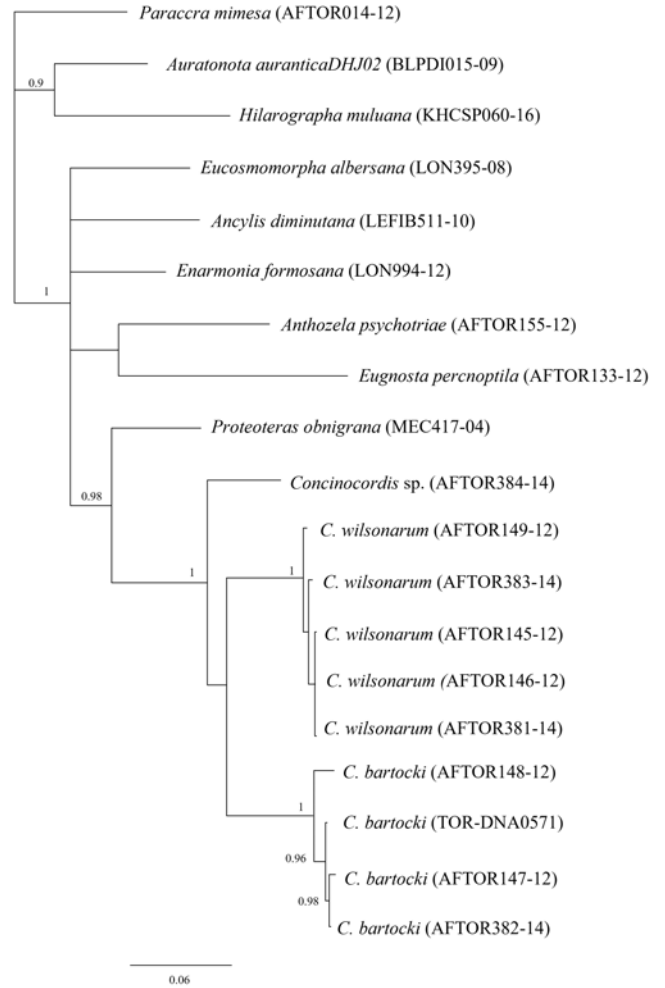 Paraccra mimesa (AFTOR014-12)
Auratonota auranticaDHJ02 (BLPDI015-09)
0.9
Hilarographa muluana (KHCSP060-16)
Eucosmomorpha albersana (LON395-08)
Ancylis diminutana (LEFIB511-10)
Enarmonia formosana (LON994-12)
1
Anthozela psychotriae (AFTOR155-12)
Eugnosta percnoptila (AFTOR133-12)
Proteoteras obnigrana (MEC417-04)
Concinocordis sp. (AFTOR384-14)
0.98
C. wilsonarum (AFTOR149-12)
1
1
C. wilsonarum (AFTOR383-14)
C. wilsonarum (AFTOR145-12)
C. wilsonarum (AFTOR146-12)
C. wilsonarum (AFTOR381-14)
C. bartocki (AFTOR148-12)
1
C. bartocki (TOR-DNA0571)
0.96
C. bartocki (AFTOR147-12)
0.98
C. bartocki (AFTOR382-14)
0.06